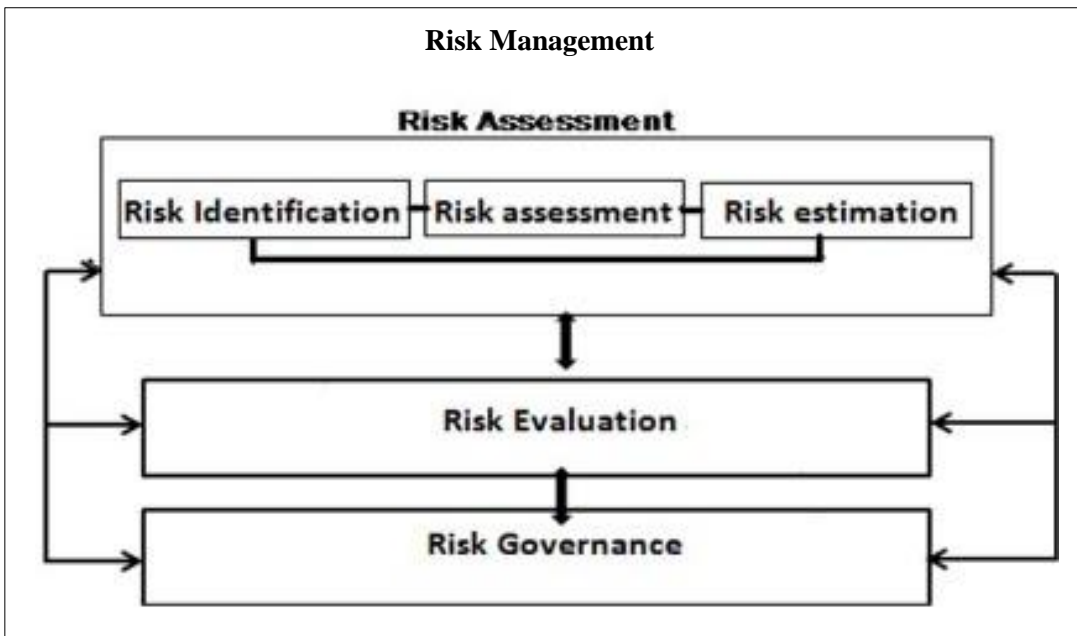 Risk Management
Risk Assessment
Risk Identification
Risk assessment
Risk estimation
Risk Evaluation
Risk Governance